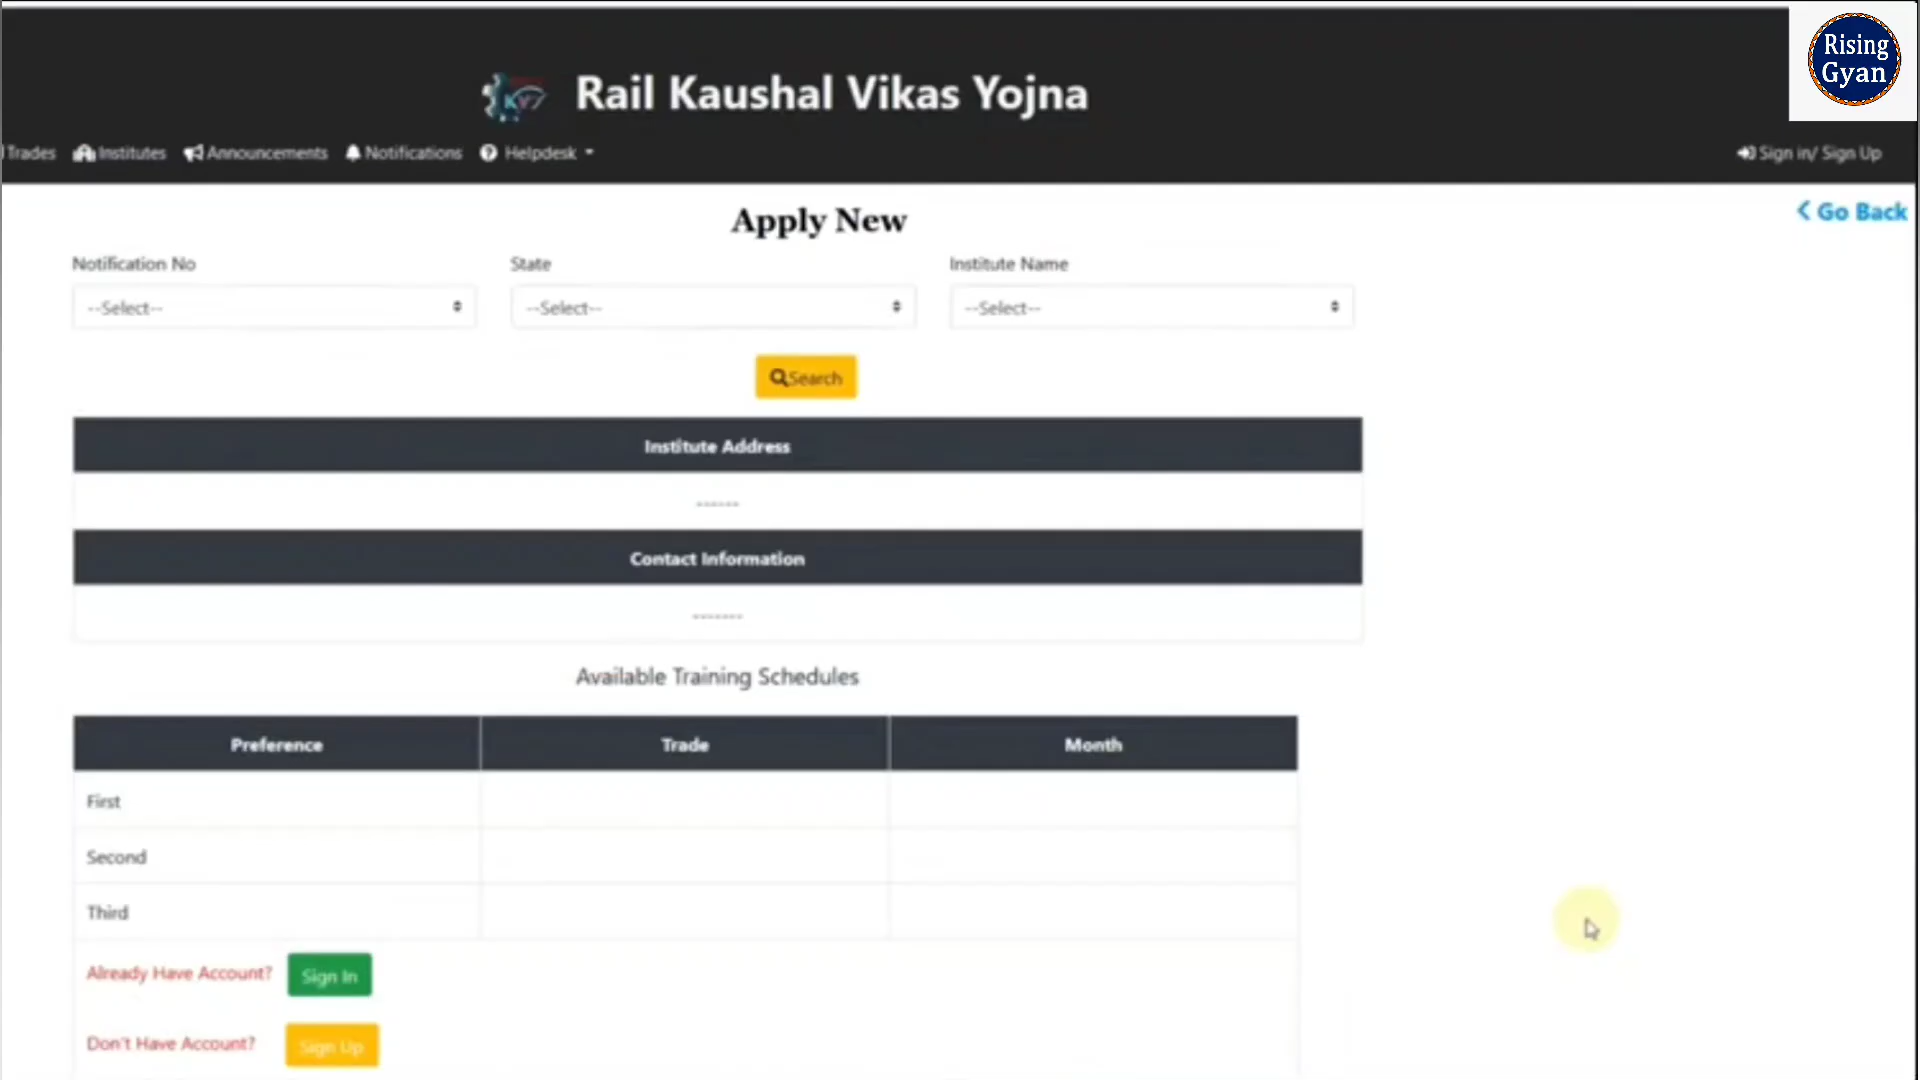 Rising
Gyan
Rail Kaushal Vikas Yojna
Trades Institutes Announcements Notifications Helpdesk Sign in/ Sign Up
Apply New
Go Back
Notification No State Institute Name
--Select-- --Select-- --Select--
Search
Institute Address
------
Contact Information
-------
Available Training Schedules
Preference Trade Month
First
Second
Third
Already Have Account? Sign In
Don't Have Account? Sign Up